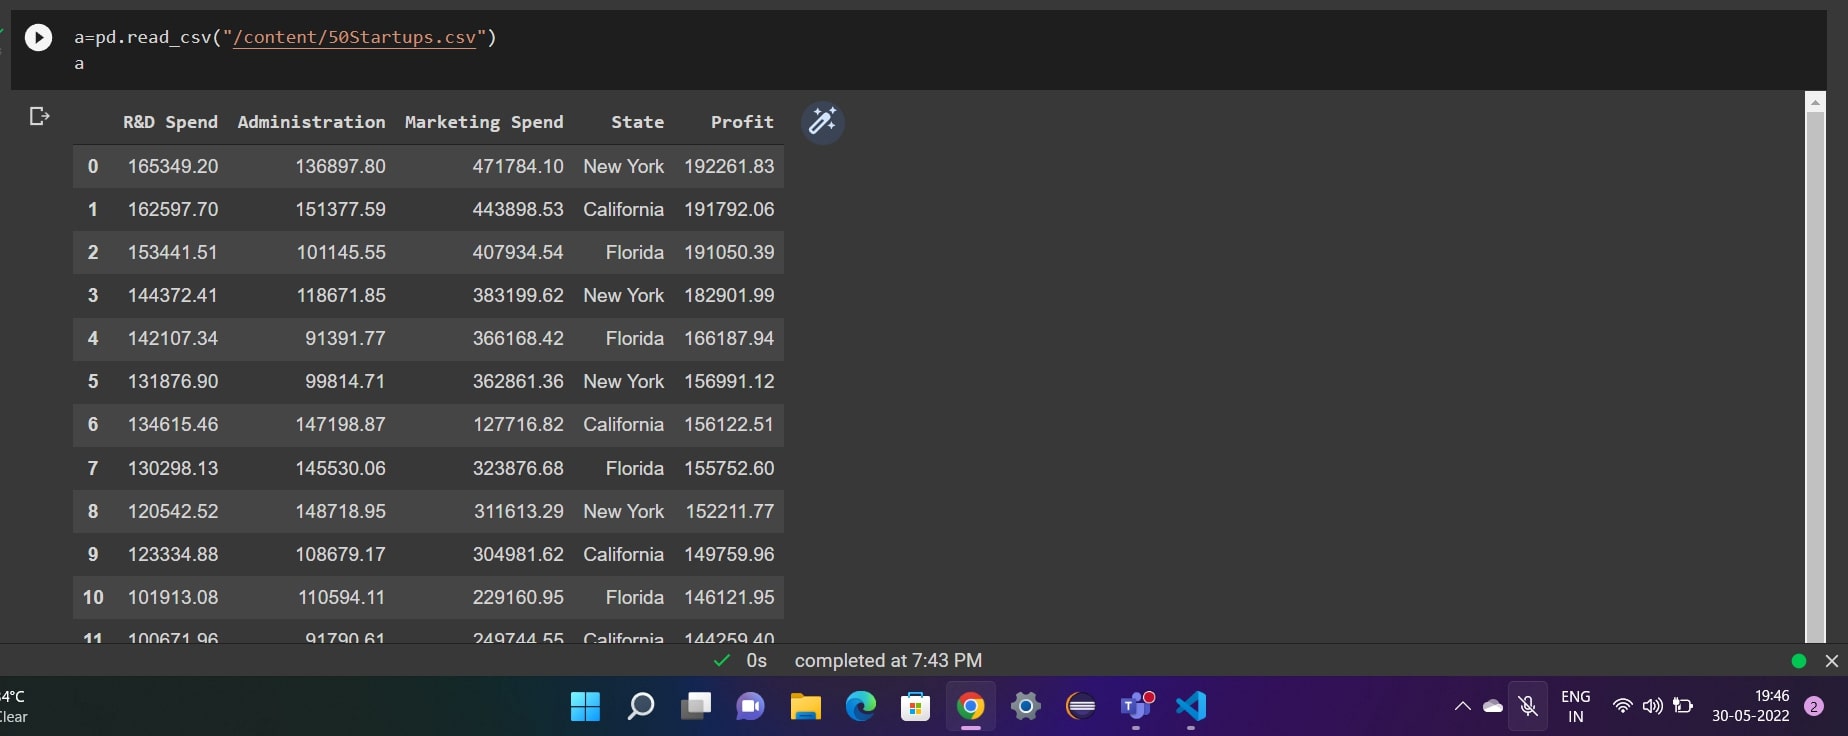 a=pd.read_csv("/content/50Startups.csv")
a
R&D Spend Administration Marketing Spend State Profit
0 165349.20 136897.80 471784.10 New York 192261.83
1 162597.70 151377.59 443898.53 California 191792.06
2 153441.51 101145.55 407934.54 Florida 191050.39
3 144372.41 118671.85 383199.62 New York 182901.99
4 142107.34 91391.77 366168.42 Florida 166187.94
5 131876.90 99814.71 362861.36 New York 156991.12
6 134615.46 147198.87 127716.82 California 156122.51
7 130298.13 145530.06 323876.68 Florida 155752.60
8 120542.52 148718.95 311613.29 New York 152211.77
9 123334.88 108679.17 304981.62 California 149759.96
10 101913.08 110594.11 229160.95 Florida 146121.95
11 100671.96 91790.61 249744.55 California 144259.40
0s completed at 7:43 PM
4°C
ENG 19:46
Clear
IN 30-05-2022 2